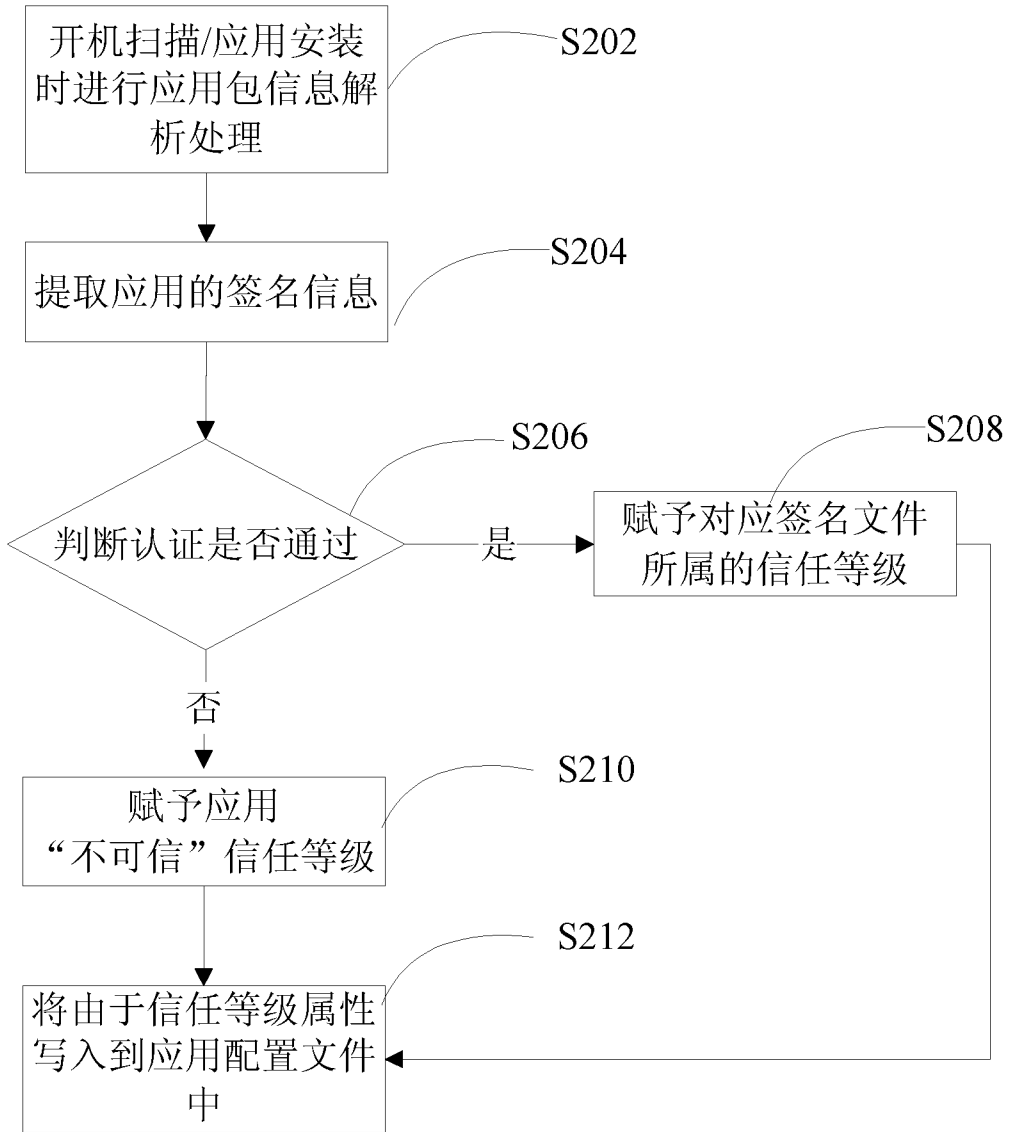 开机扫描/应用安装
时进行应用包信息解
析处理
S202
提取应用的签名信息
S204
判断认证是否通过
S206
是
赋予对应签名文件
所属的信任等级
S208
否
赋予应用
“不可信”信任等级
S210
将由于信任等级属性
写入到应用配置文件
中
S212